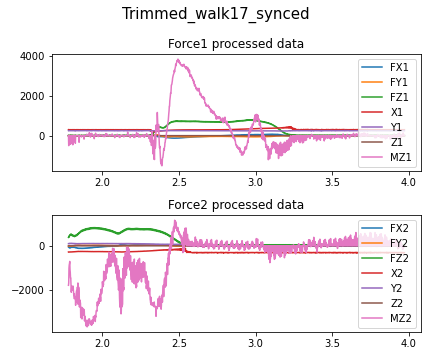 Trimmed_walk17_synced
Force1 processed data
4000
2000
0
FX1
FY1
FZ1
X1
Y1
Z1
MZ1
2.0
2.5
3.0
3.5
4.0
Force2 processed data
0
−2000
FX2
FY2
FZ2
X2
Y2
Z2
MZ2
2.0
2.5
3.0
3.5
4.0